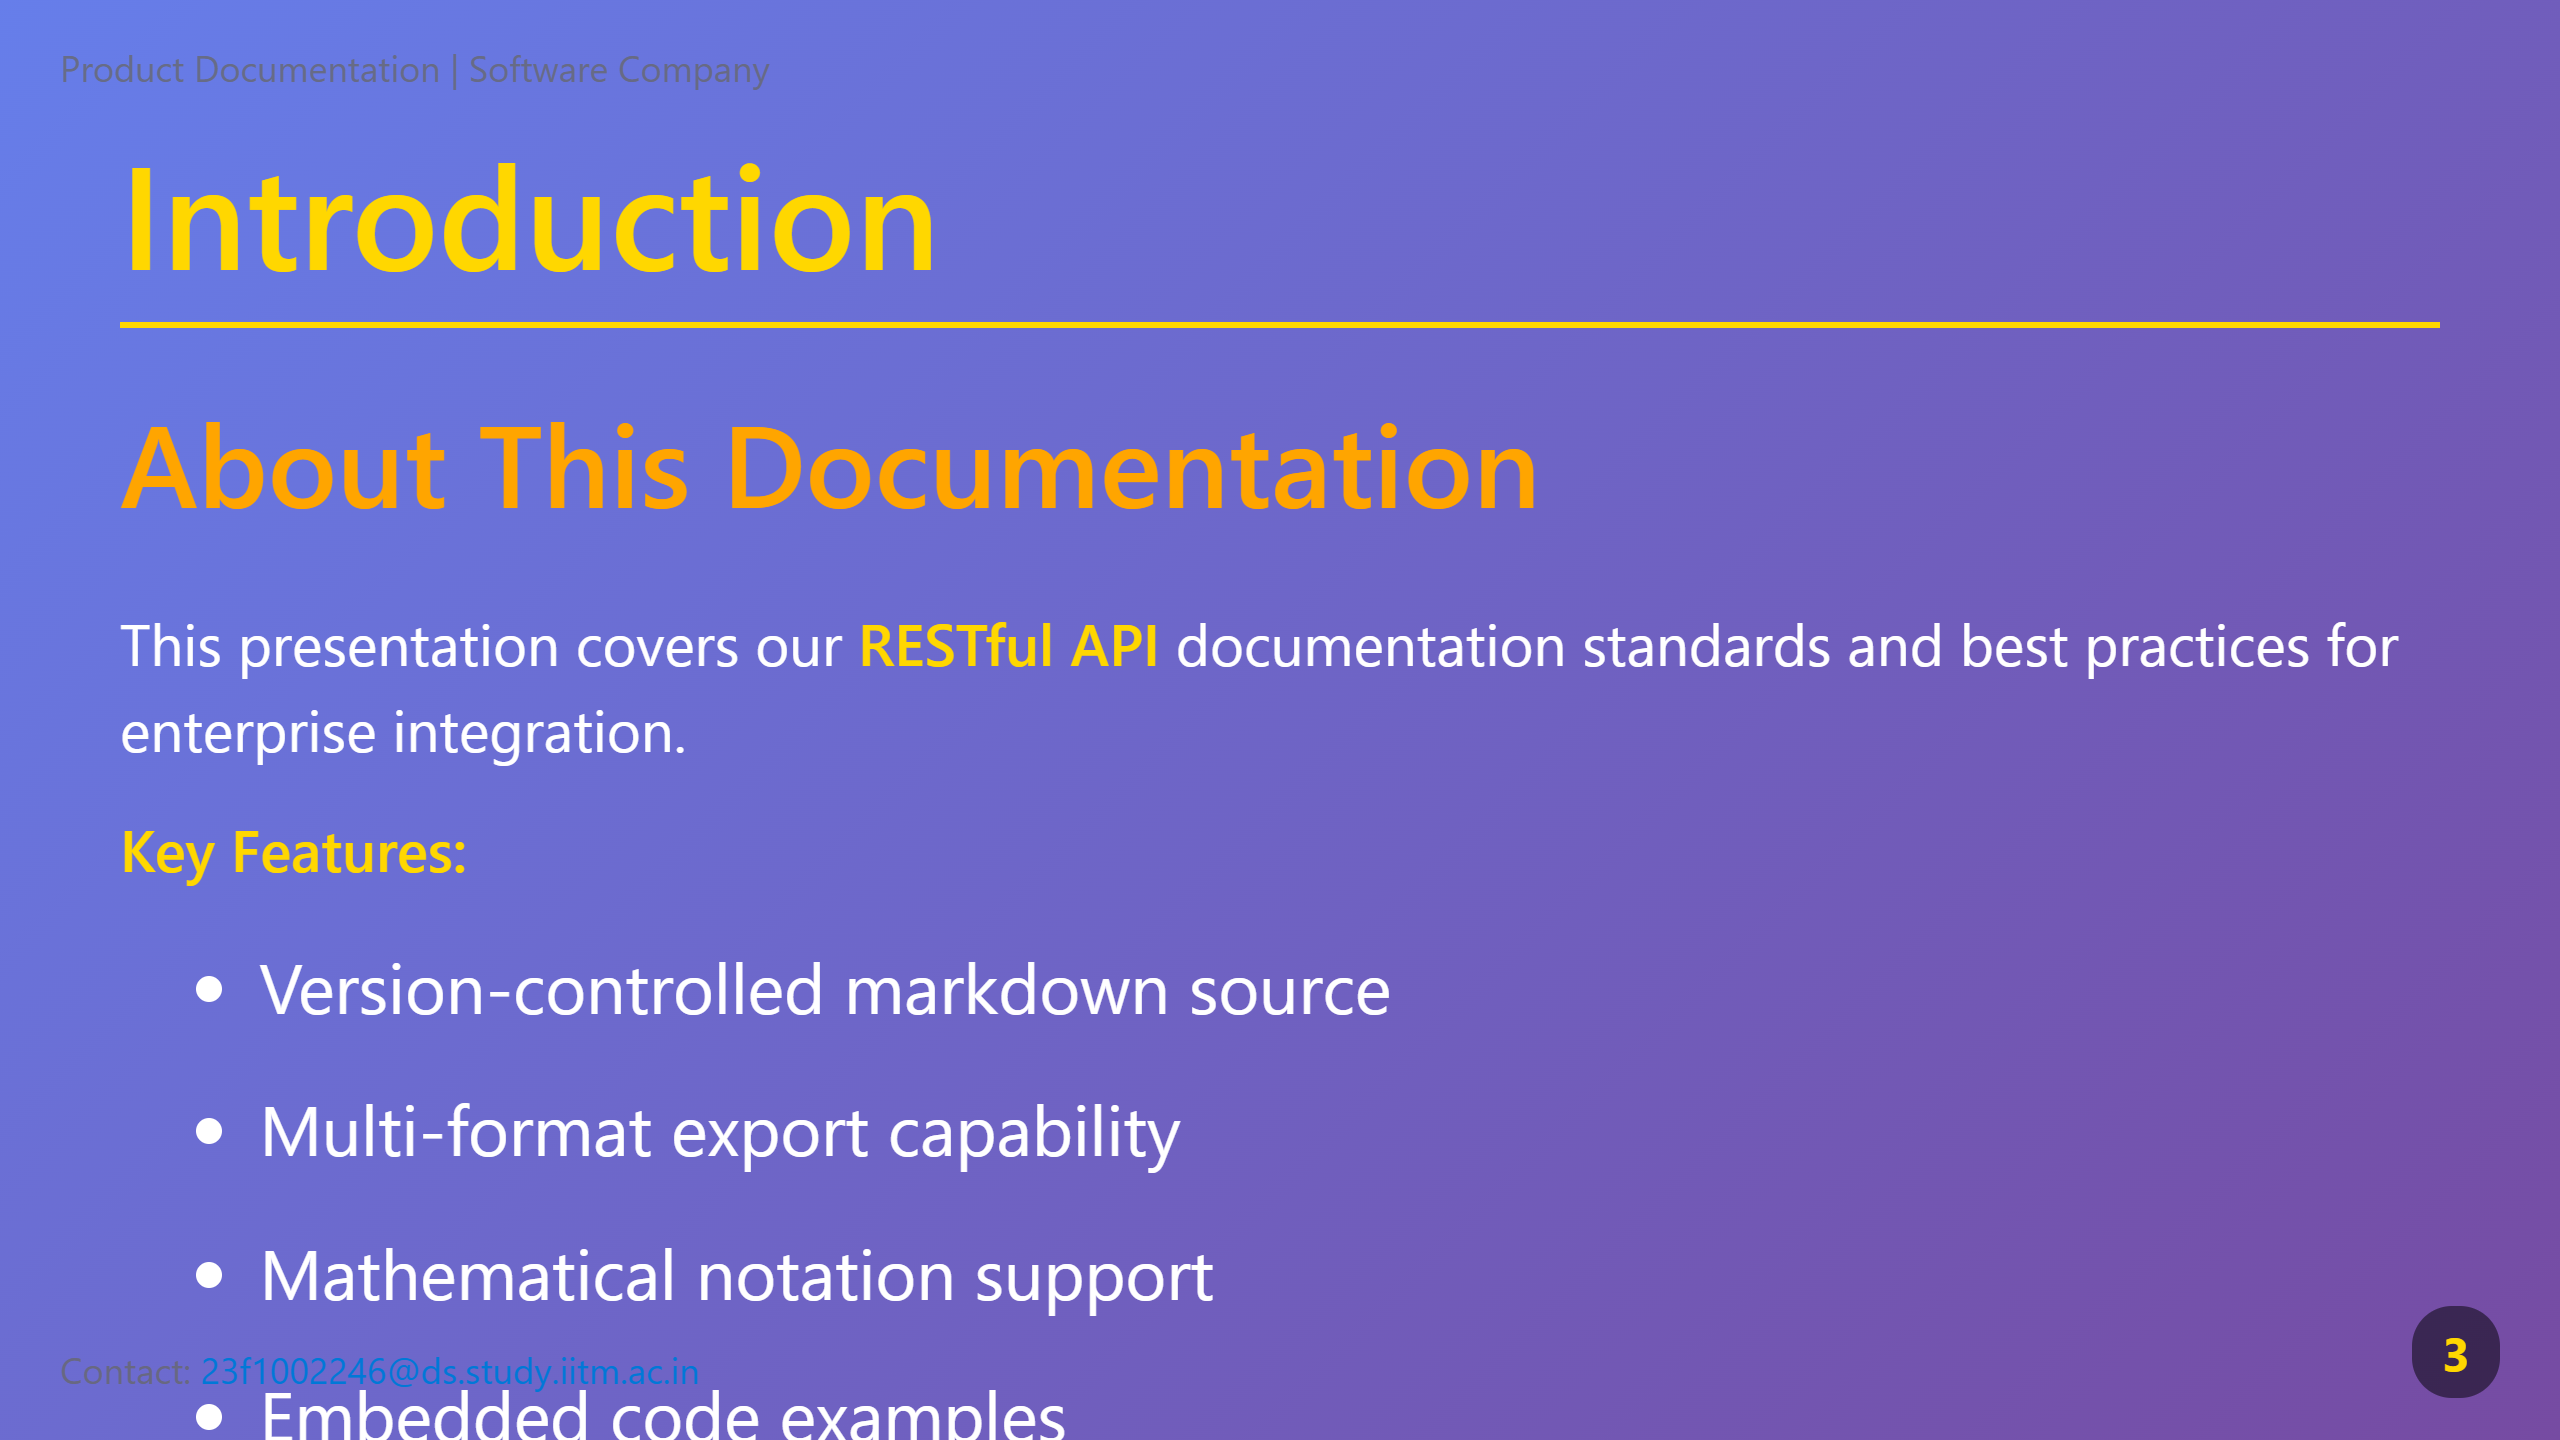 Product Documentation | Software Company
Introduction
About This Documentation
This presentation covers our RESTful API documentation standards and best practices for
enterprise integration.
Key Features:
• Version-controlled markdown source
• Multi-format export capability
• Mathematical notation support
Contact: 23f1002246@ds.study.iitm.ac.in
• Embedded code examples
3